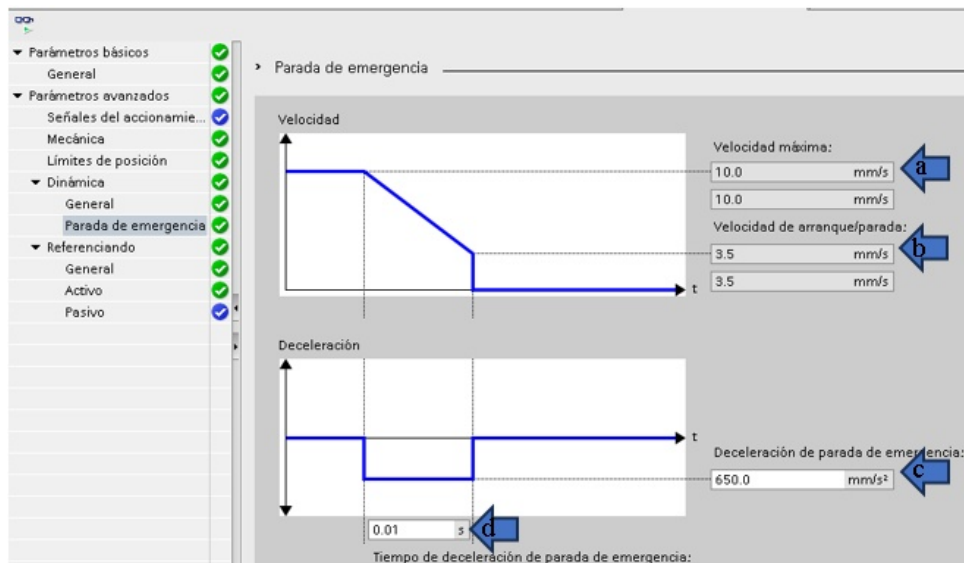 Parámetros básicos
General
Parámetros avanzados
Señales del accionamie...
Mecánica
Límites de posición
Dinámica
General
Parada de emergencia
Referenciando
General
Activo
Pasivo
Parada de emergencia
Velocidad
t
Velocidad máxima:
10.0 mm/s
a
10.0 mm/s
Velocidad de arranque/parada:
3.5 mm/s
b
3.5 mm/s
Deceleración
t
Deceleración de parada de emergencia:
650.0 mm/s²
c
0.01 s
d
Tiempo de deceleración de parada de emergencia: